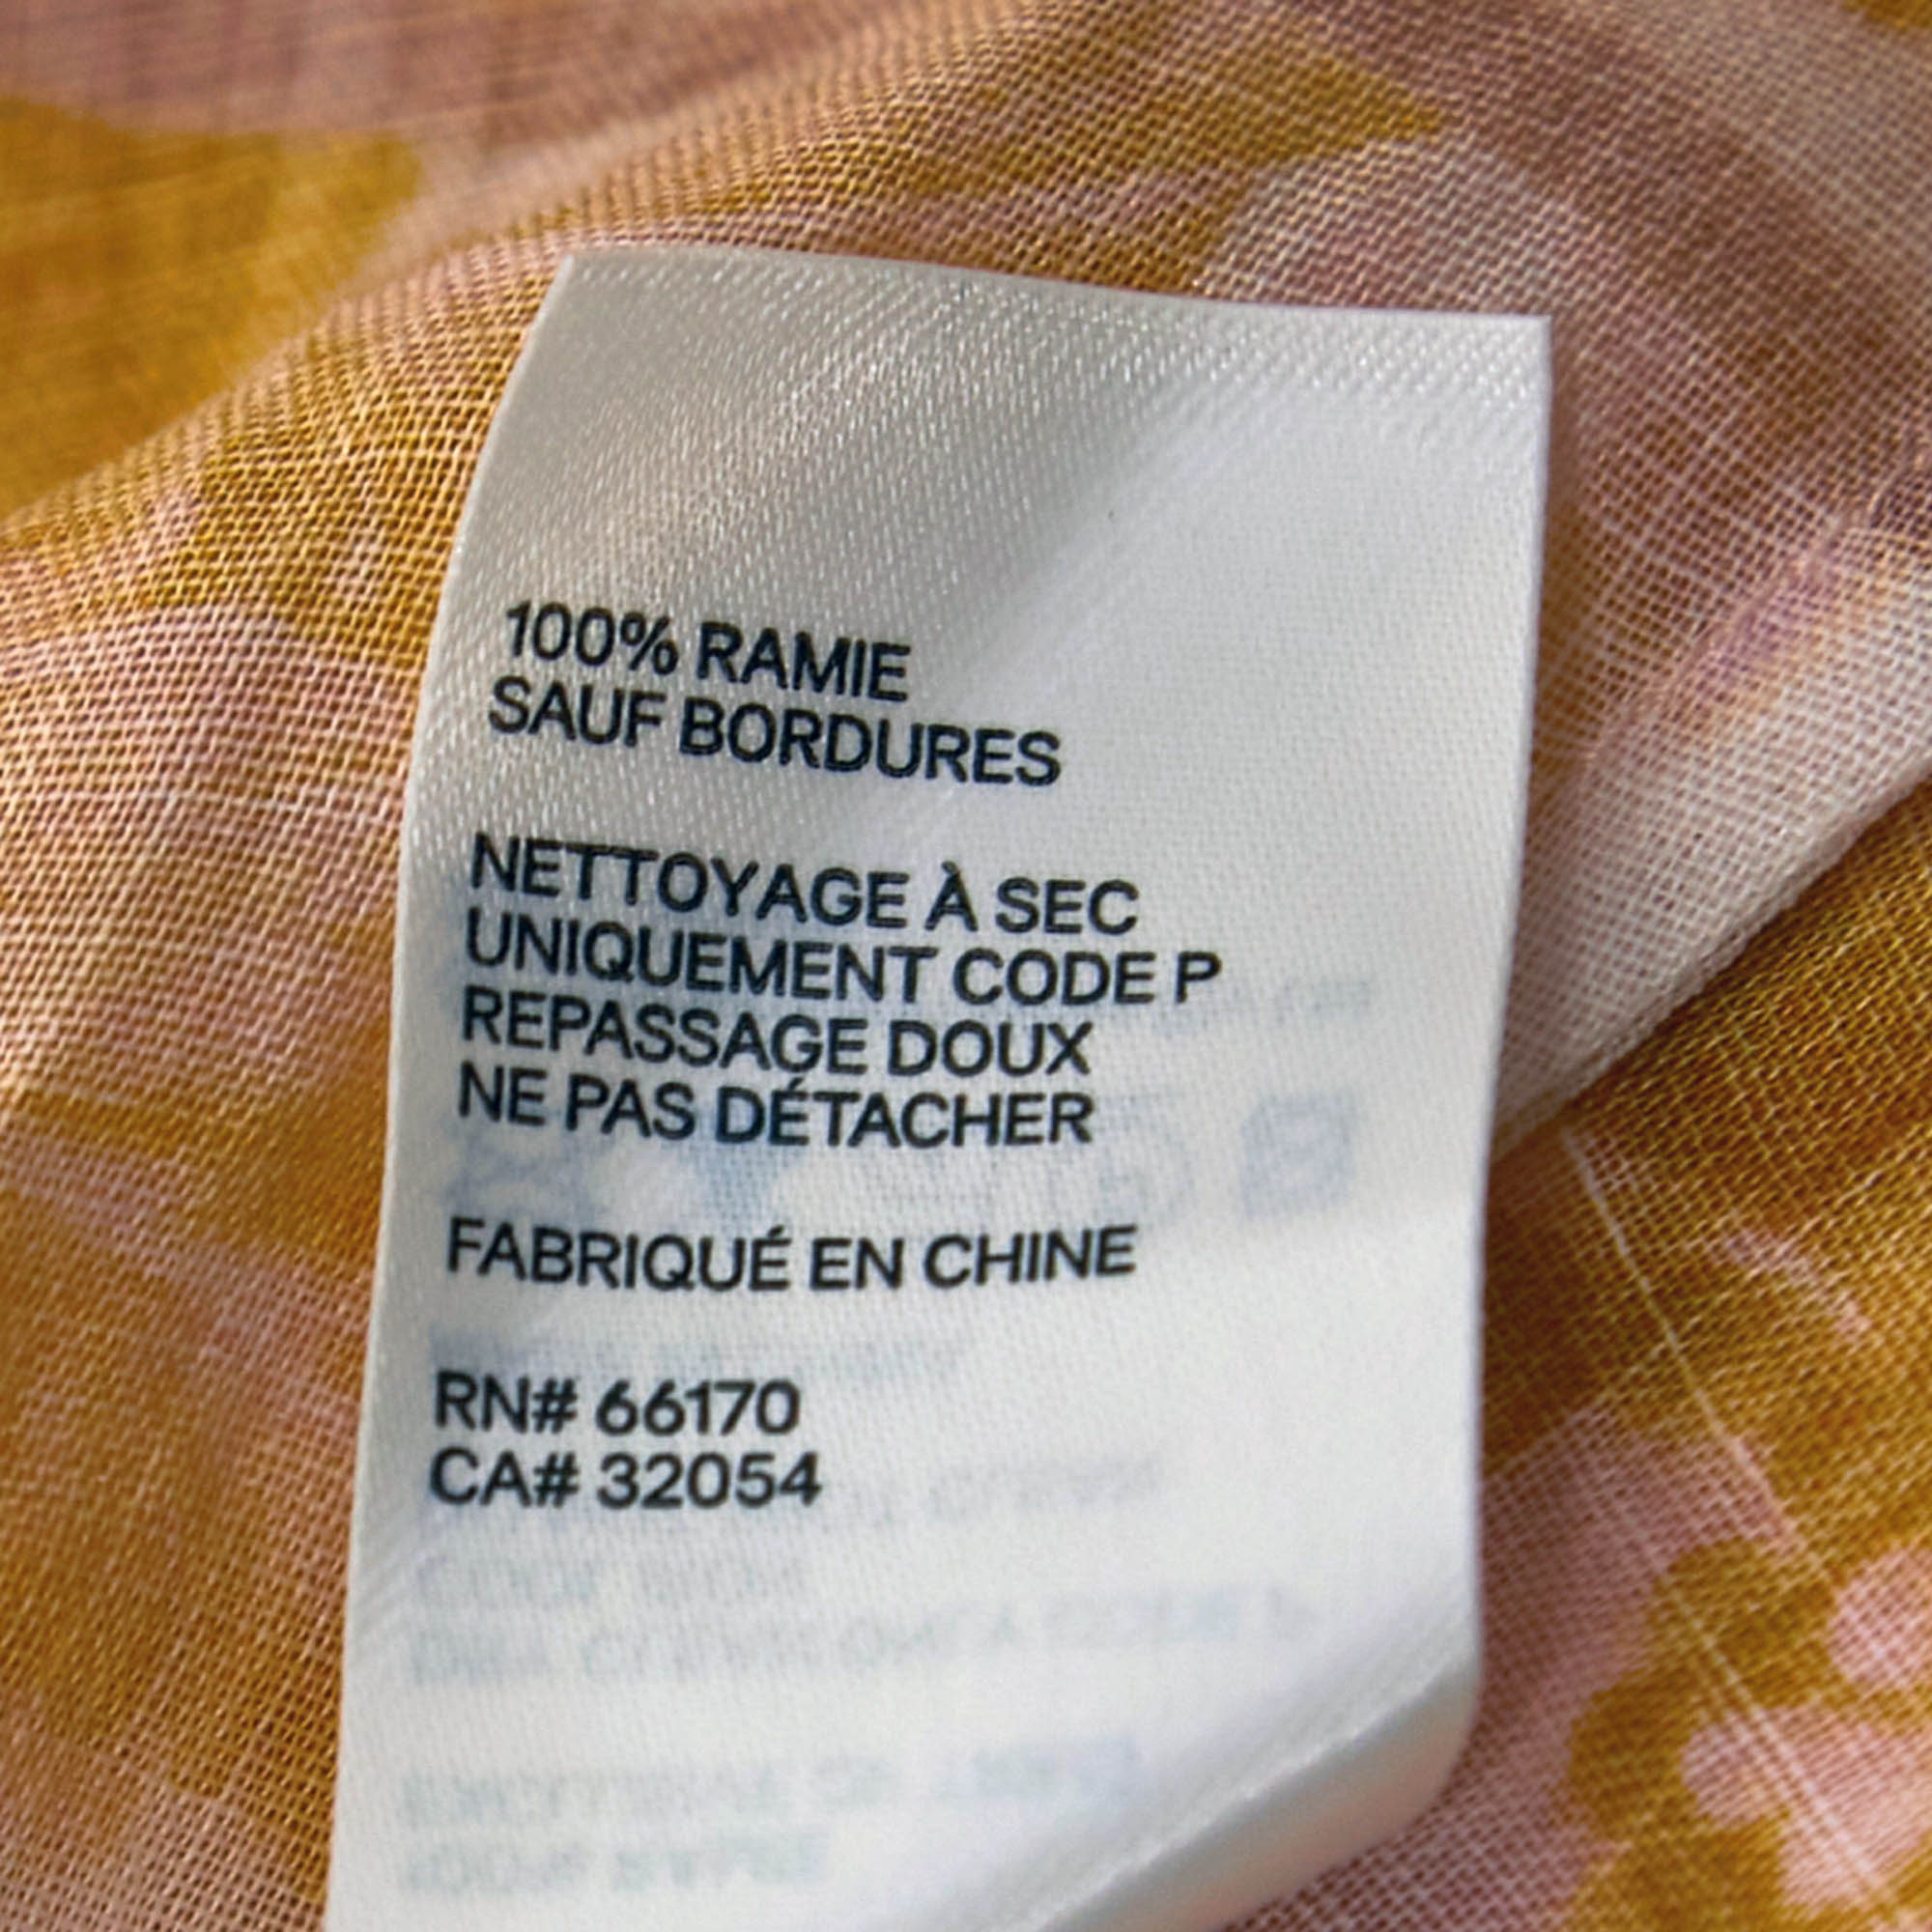 100% RAMIE
SAUF BORDURES
NETTOYAGE À SEC
UNIQUEMENT CODE P
REPASSAGE DOUX
NE PAS DÉTACHER
FABRIQUÉ EN CHINE
RN# 66170
CA# 32054